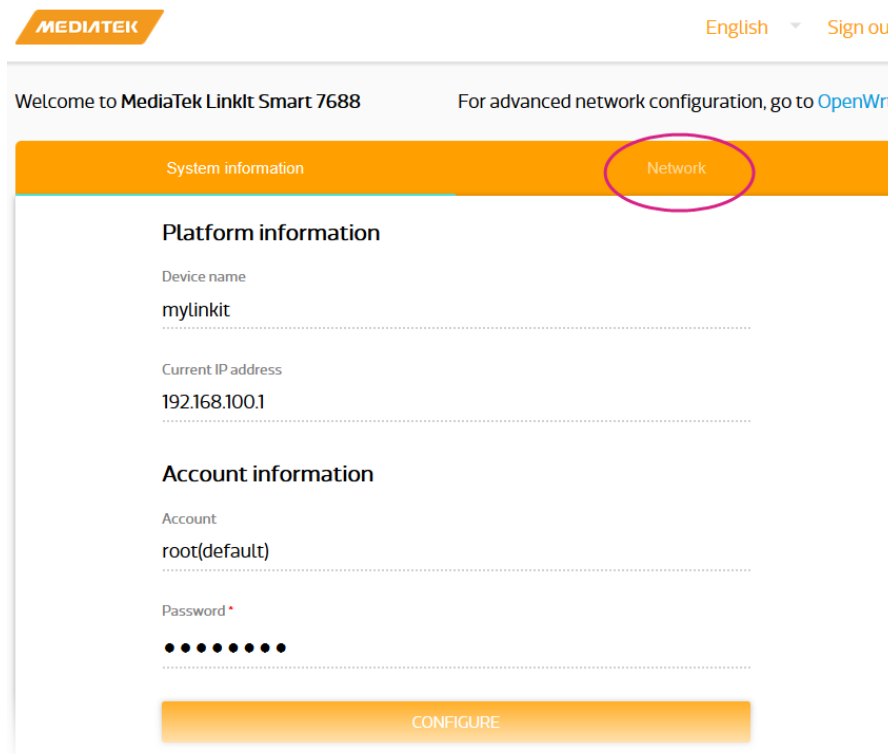 MEDIATEK
English Sign ou
Welcome to MediaTek LinkIt Smart 7688 For advanced network configuration, go to OpenWrt
System information Network
Platform information
Device name
mylinkit
Current IP address
192.168.100.1
Account information
Account
root(default)
Password *
●●●●●●●●
CONFIGURE